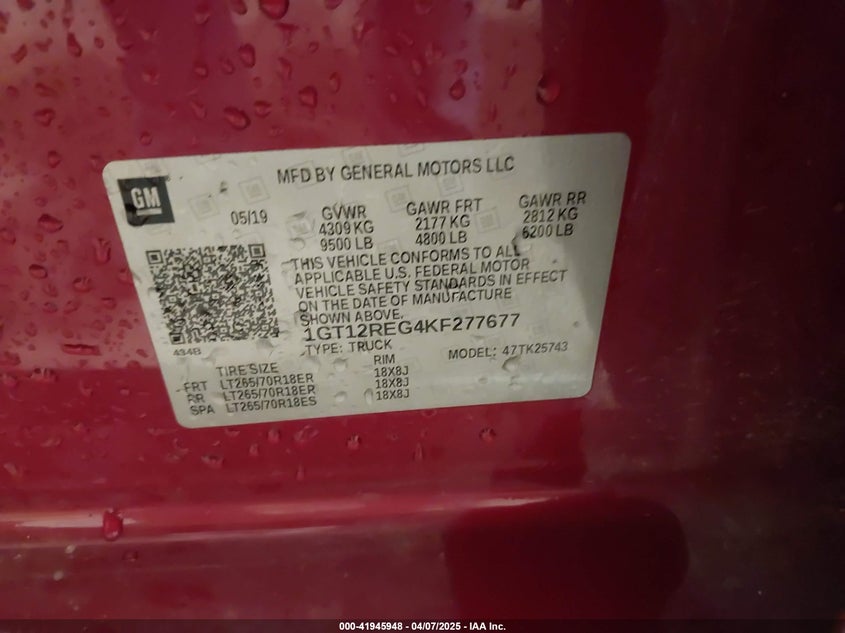 MFD BY GENERAL MOTORS LLC
GM
05/19
GVWR GAWR FRT GAWR RR
4309 KG 2177 KG 2812 KG
9500 LB 4800 LB 6200 LB
THIS VEHICLE CONFORMS TO ALL
APPLICABLE U.S. FEDERAL MOTOR
VEHICLE SAFETY STANDARDS IN EFFECT
ON THE DATE OF MANUFACTURE
SHOWN ABOVE.
1GT12REG4KF277677
434B
TYPE: TRUCK MODEL: 47TK25743
TIRE SIZE RIM
FRT LT265/70R18ER 18X8J
RR LT265/70R18ER 18X8J
SPA LT265/70R18ES 18X8J
000-41945948 - 04/07/2025 - IAA Inc.